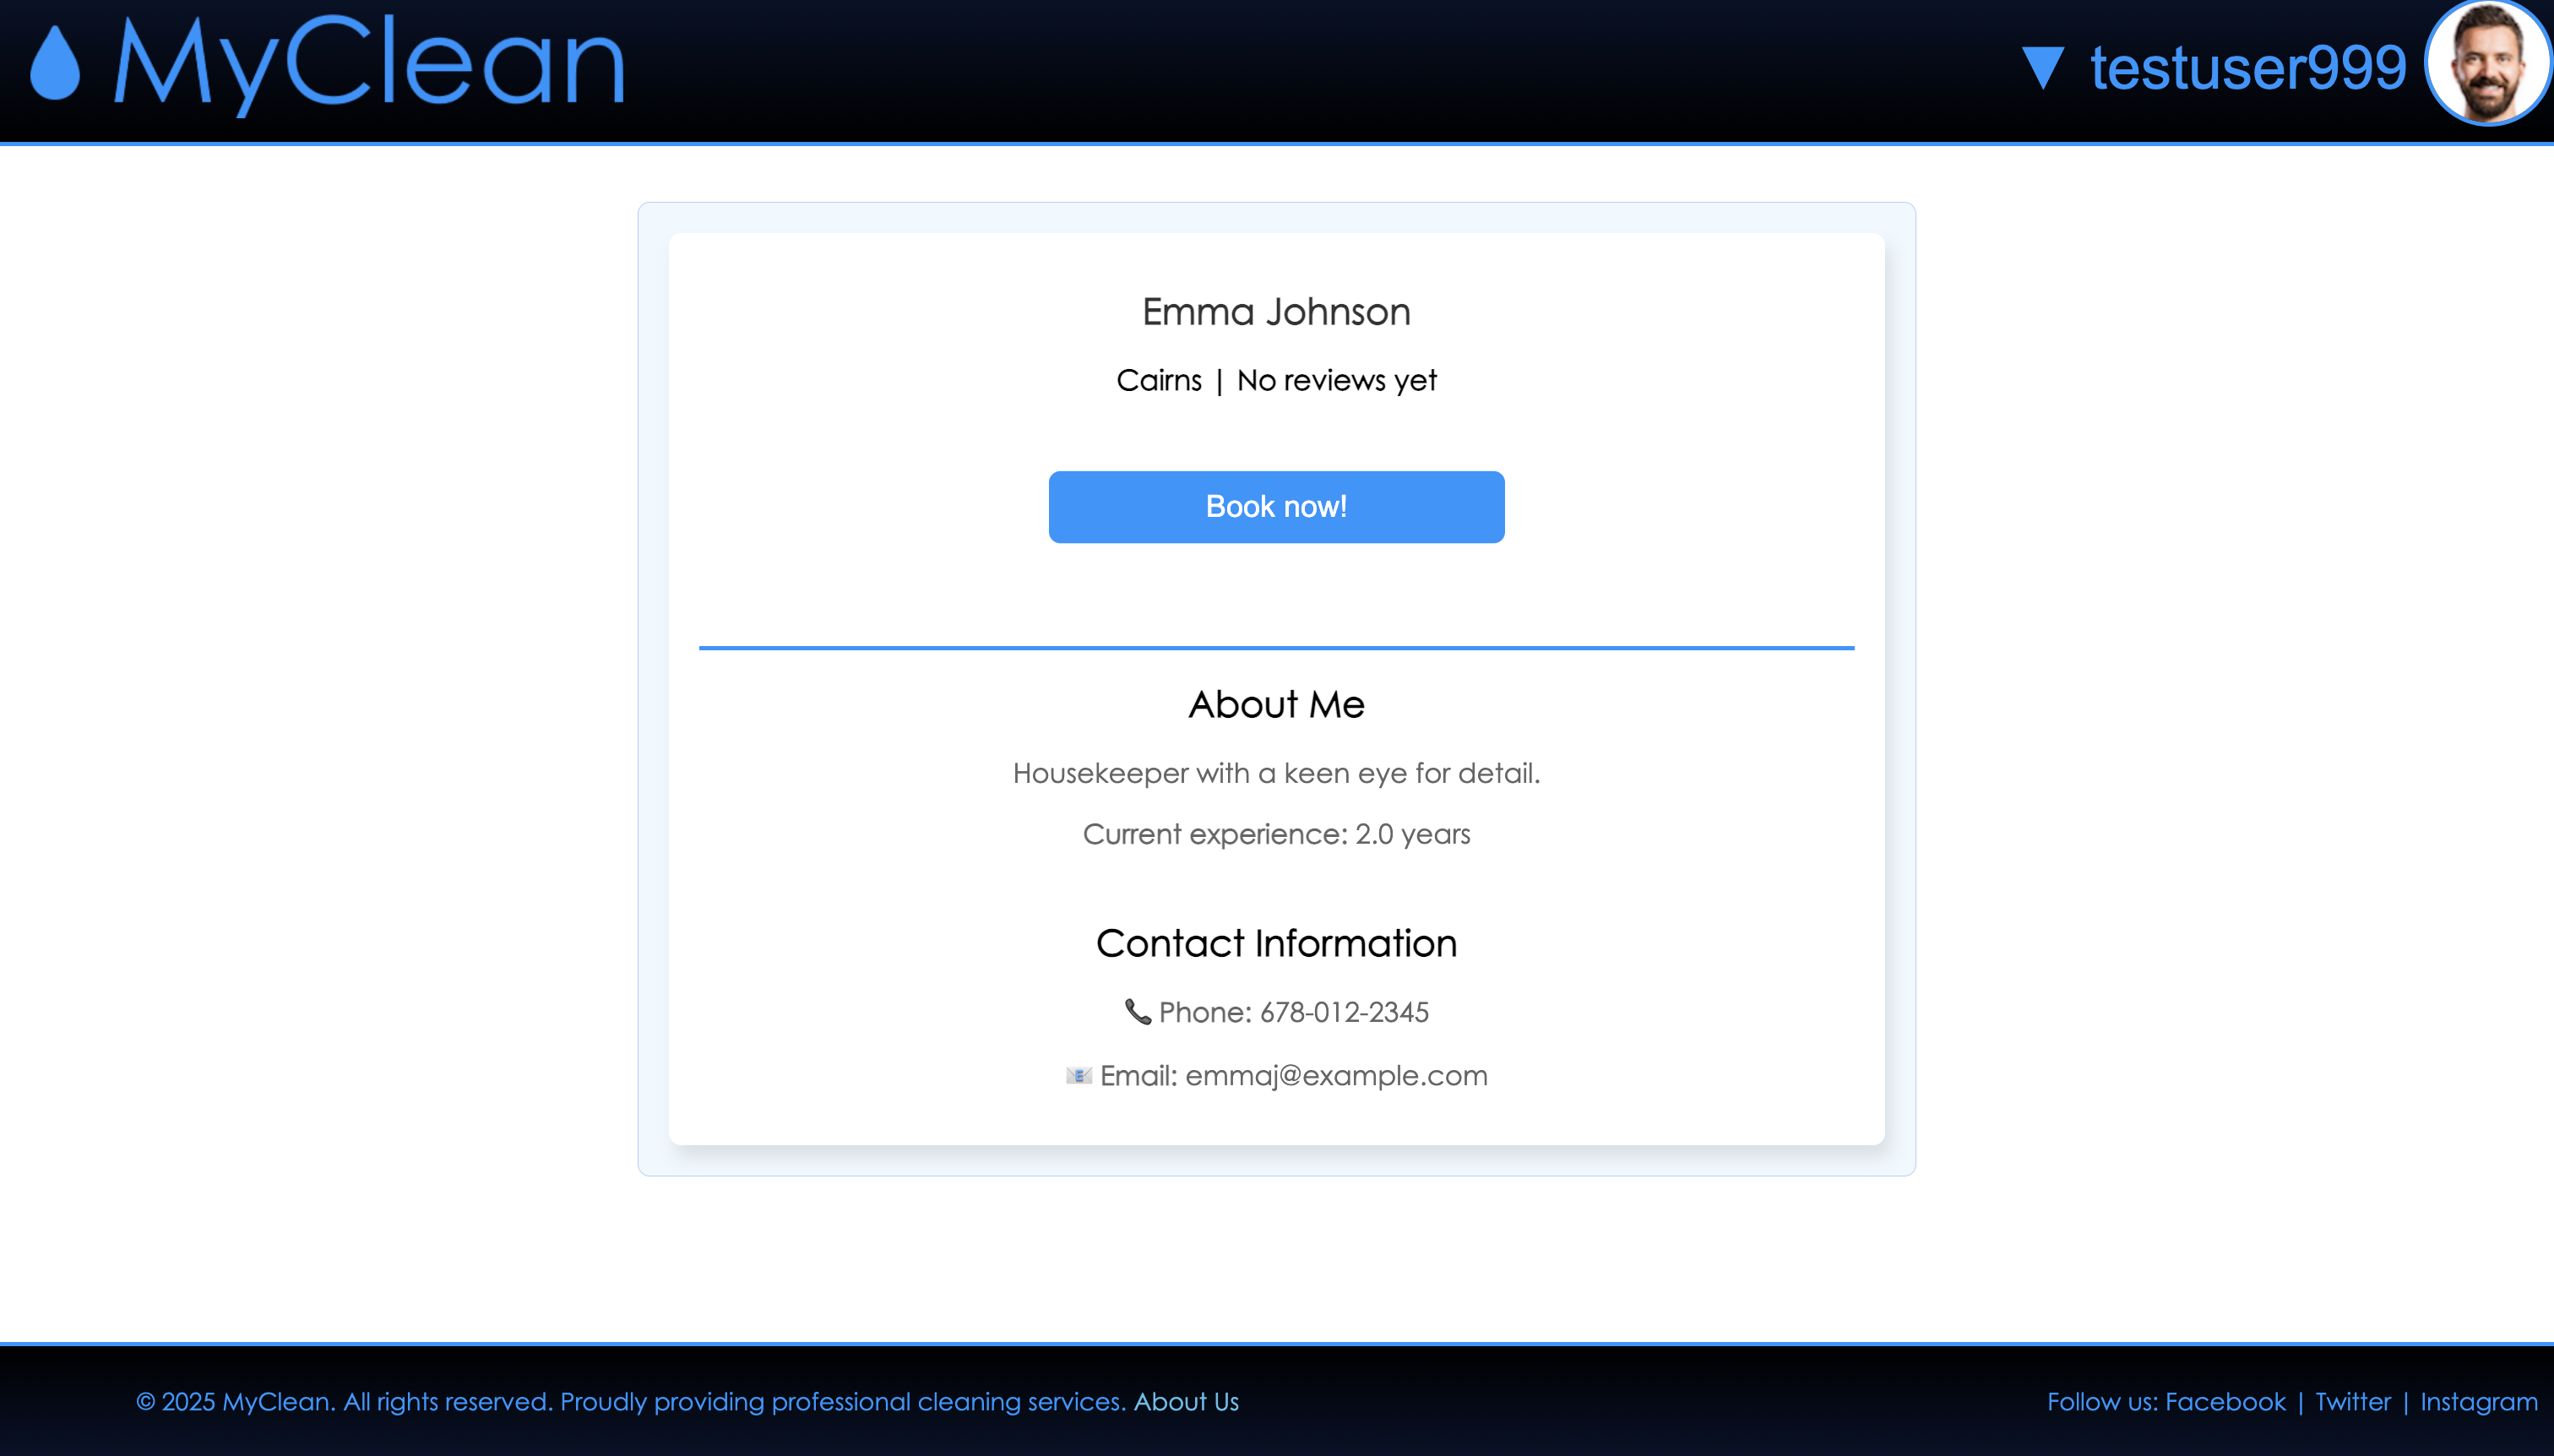 MyClean
▼ testuser999
Emma Johnson
Cairns | No reviews yet
Book now!
About Me
Housekeeper with a keen eye for detail.
Current experience: 2.0 years
Contact Information
📞 Phone: 678-012-2345
📧 Email: emmaj@example.com
© 2025 MyClean. All rights reserved. Proudly providing professional cleaning services. About Us
Follow us: Facebook | Twitter | Instagram